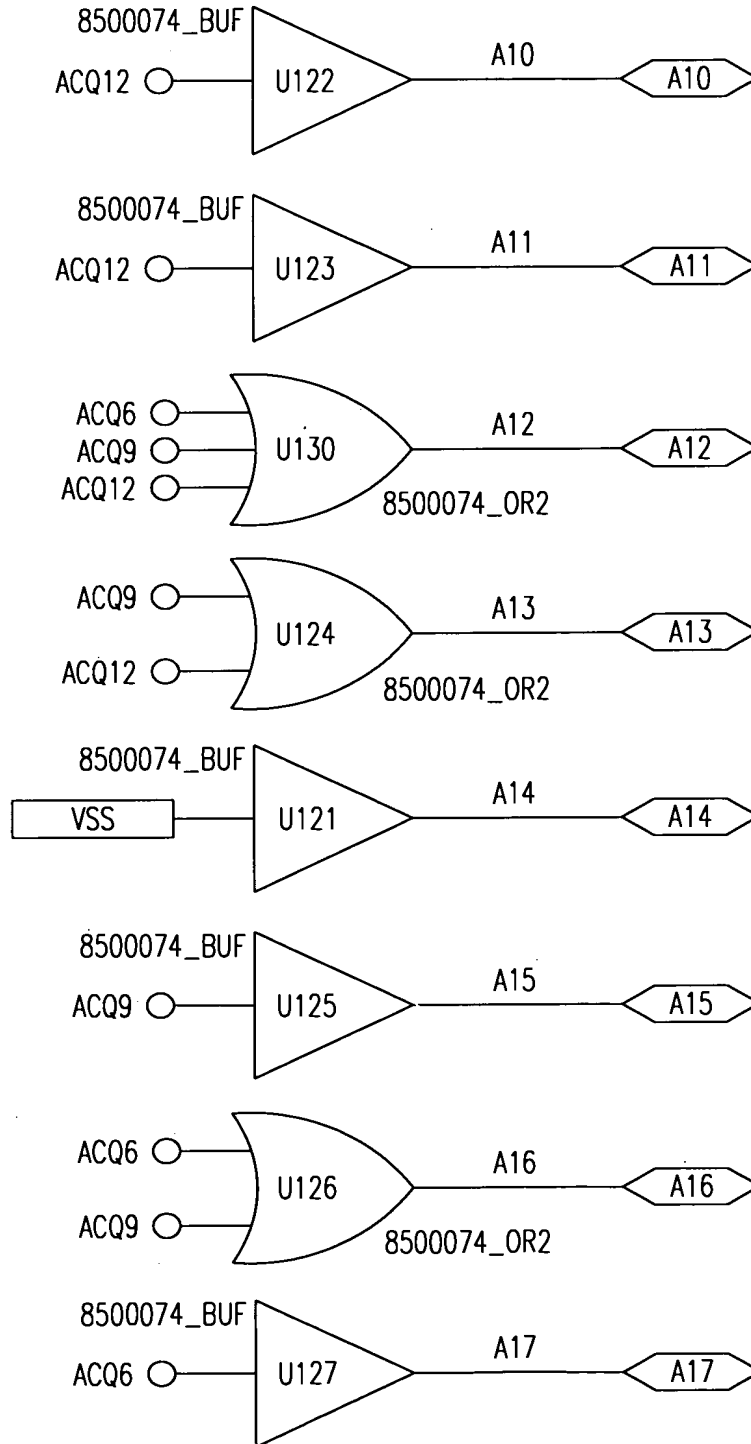 8500074_BUF
ACQ12 U122 A10 A10
8500074_BUF
ACQ12 U123 A11 A11
ACQ6
ACQ9 U130 A12 A12
ACQ12
8500074_OR2
ACQ9
U124 A13 A13
ACQ12
8500074_OR2
8500074_BUF
VSS U121 A14 A14
8500074_BUF
ACQ9 U125 A15 A15
ACQ6
U126 A16 A16
ACQ9
8500074_OR2
8500074_BUF
ACQ6 U127 A17 A17